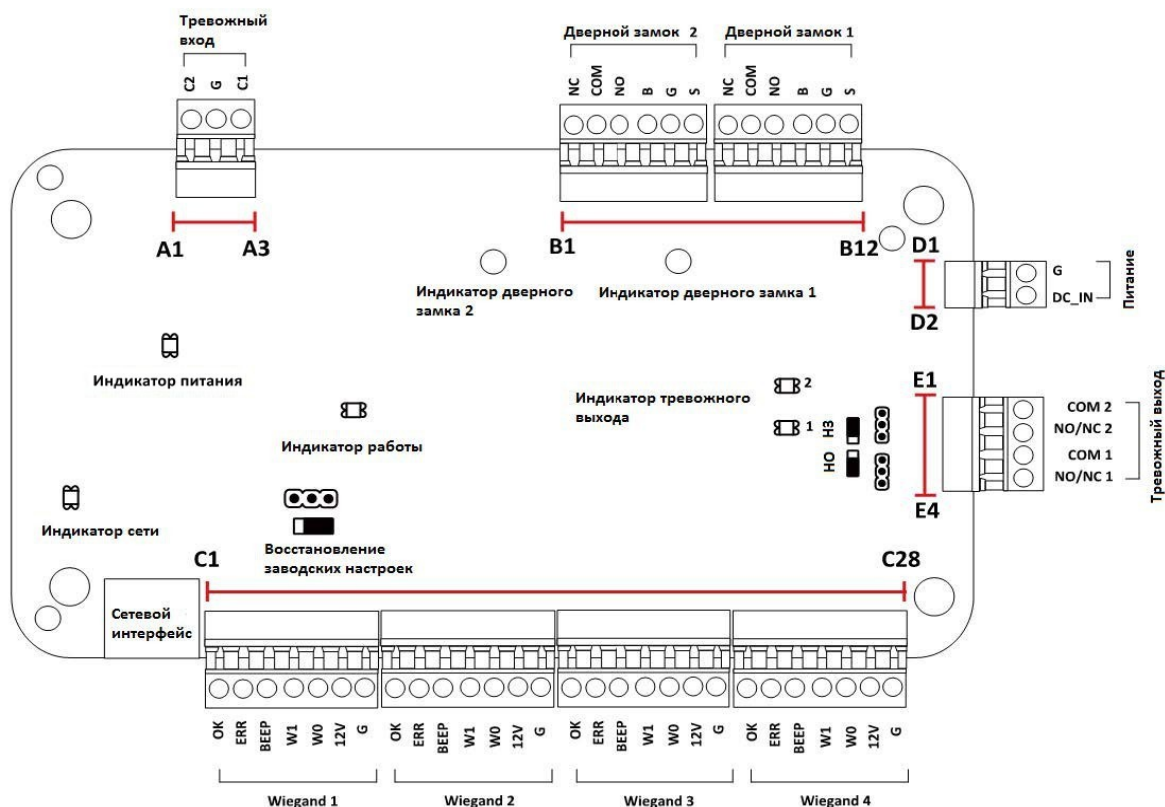 Тревожный
вход
C2 G C1
Дверной замок 2
NC COM NO B G S
Дверной замок 1
NC COM NO B G S
A1 A3
B1 B12
D1
G
DC_IN
Питание
D2
Индикатор дверного
замка 2
Индикатор дверного замка 1
Индикатор питания
Индикатор работы
Индикатор тревожного
выхода
2
1
НЗ
НО
E1
COM 2
NO/NC 2
COM 1
NO/NC 1
Тревожный выход
E4
Индикатор сети
Восстановление
заводских настроек
C1 C28
Сетевой
интерфейс
OK ERR BEEP W1 W0 12V G
OK ERR BEEP W1 W0 12V G
OK ERR BEEP W1 W0 12V G
OK ERR BEEP W1 W0 12V G
Wiegand 1 Wiegand 2 Wiegand 3 Wiegand 4